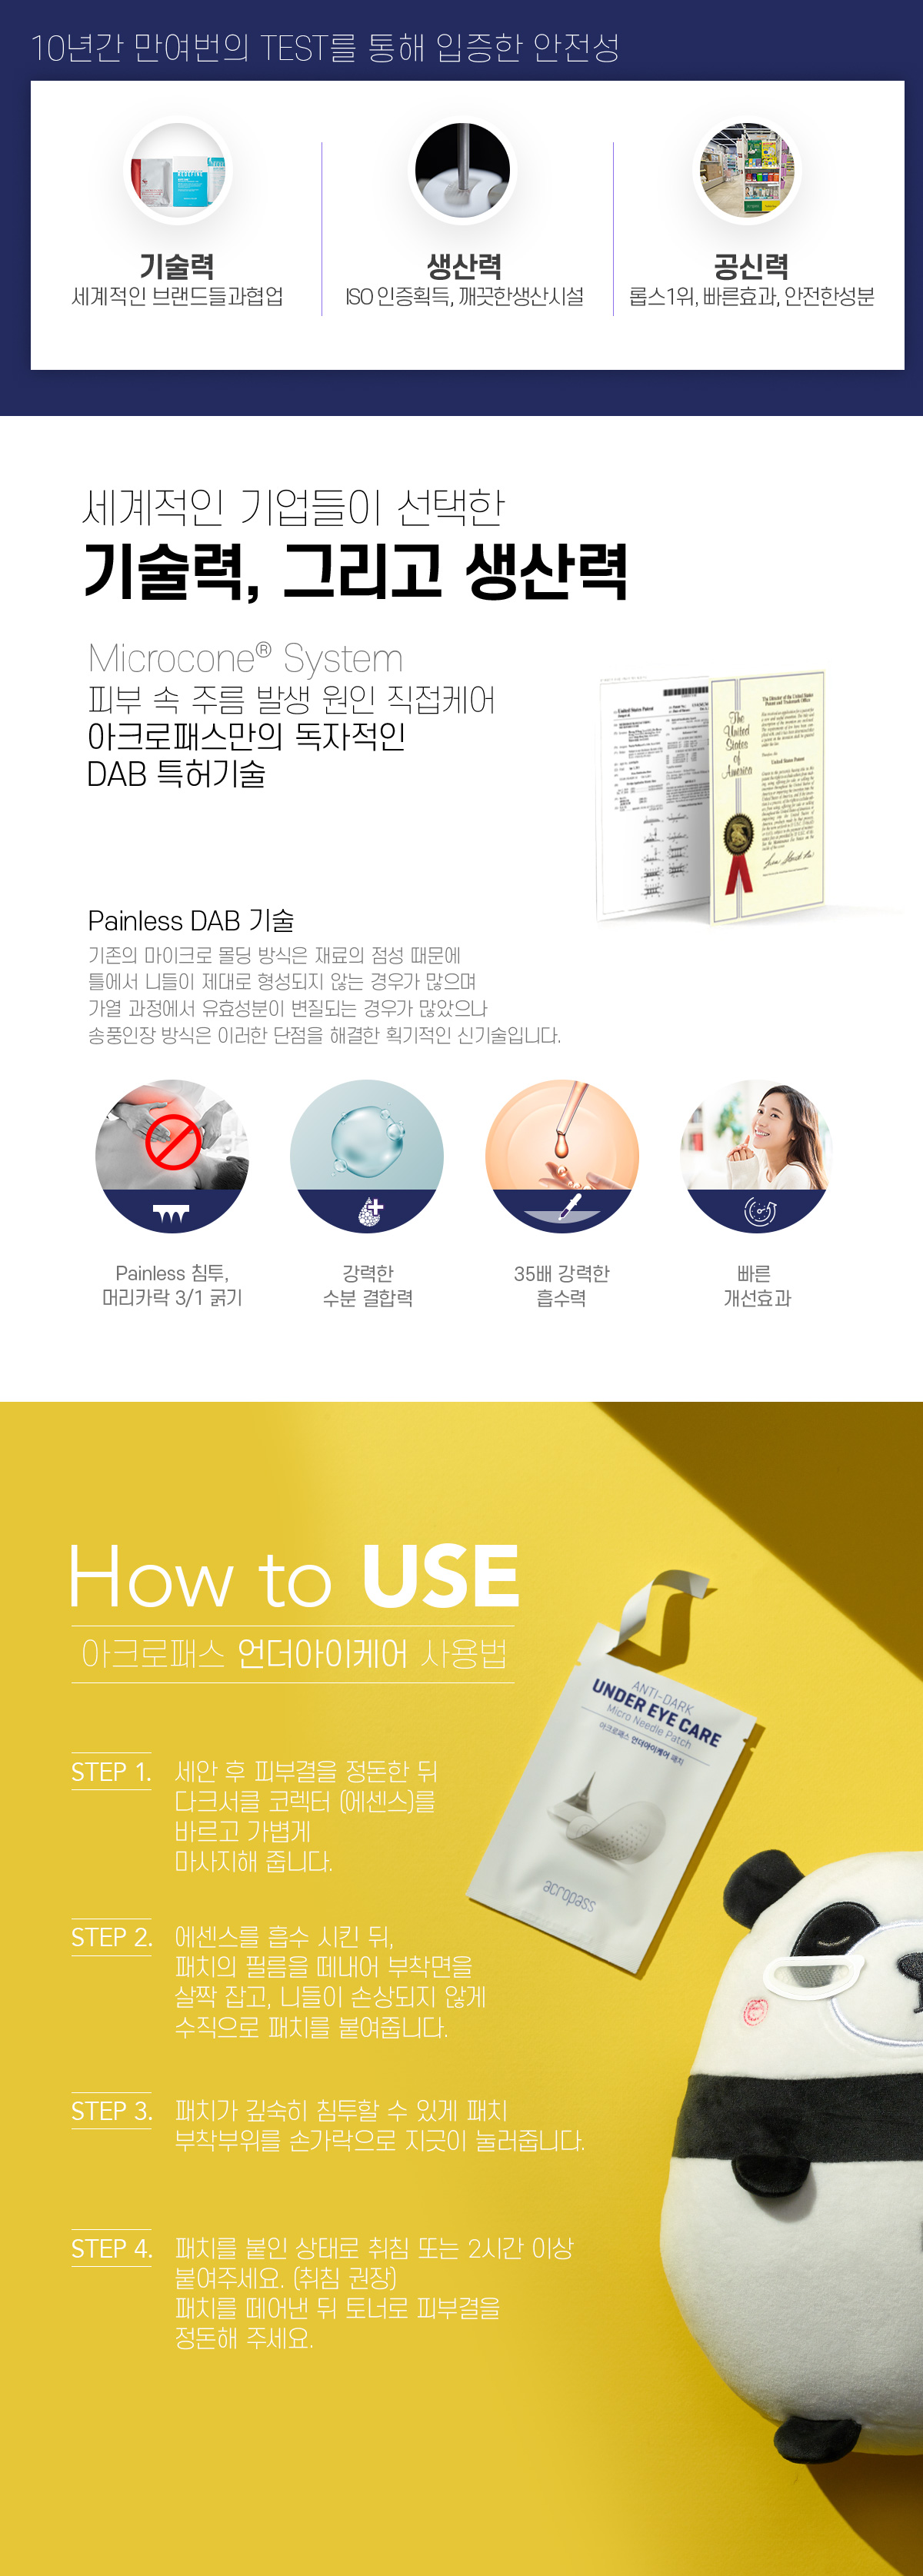 10년간 만여번의 TEST를 통해 입증한 안전성
REDEFINE
기술력
세계적인 브랜드들과협업
생산력
ISO 인증획득, 깨끗한생산시설
공신력
롭스1위, 빠른효과, 안전한성분
세계적인 기업들이 선택한
기술력, 그리고 생산력
Microcone® System
피부 속 주름 발생 원인 직접케어
아크로패스만의 독자적인
DAB 특허기술
United States Patent
The Director of the United States
Patent and Trademark Office
The
United
States
of
America
United States Patent
Painless DAB 기술
기존의 마이크로 몰딩 방식은 재료의 점성 때문에
틀에서 니들이 제대로 형성되지 않는 경우가 많으며
가열 과정에서 유효성분이 변질되는 경우가 많았으나
송풍인장 방식은 이러한 단점을 해결한 획기적인 신기술입니다.
Painless 침투,
머리카락 3/1 굵기
강력한
수분 결합력
35배 강력한
흡수력
빠른
개선효과
How to USE
아크로패스 언더아이케어 사용법
ANTI-DARK
UNDER EYE CARE
Micro Needle Patch
아크로패스 언더아이케어 패치
acropass
STEP 1. 세안 후 피부결을 정돈한 뒤
다크서클 코렉터 (에센스)를
바르고 가볍게
마사지해 줍니다.
STEP 2. 에센스를 흡수 시킨 뒤,
패치의 필름을 떼내어 부착면을
살짝 잡고, 니들이 손상되지 않게
수직으로 패치를 붙여줍니다.
STEP 3. 패치가 깊숙히 침투할 수 있게 패치
부착부위를 손가락으로 지긋이 눌러줍니다.
STEP 4. 패치를 붙인 상태로 취침 또는 2시간 이상
붙여주세요. (취침 권장)
패치를 떼어낸 뒤 토너로 피부결을
정돈해 주세요.